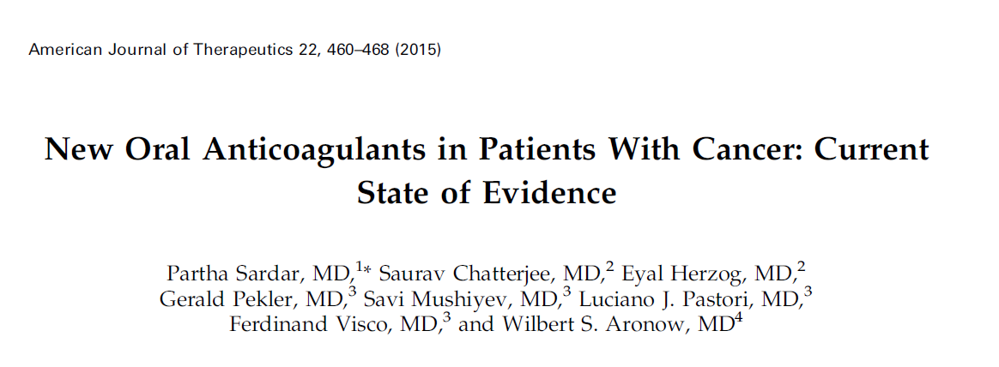 American Journal of Therapeutics 22, 460–468 (2015)
New Oral Anticoagulants in Patients With Cancer: Current
State of Evidence
Partha Sardar, MD,1* Saurav Chatterjee, MD,2 Eyal Herzog, MD,2
Gerald Pekler, MD,3 Savi Mushiyev, MD,3 Luciano J. Pastori, MD,3
Ferdinand Visco, MD,3 and Wilbert S. Aronow, MD4